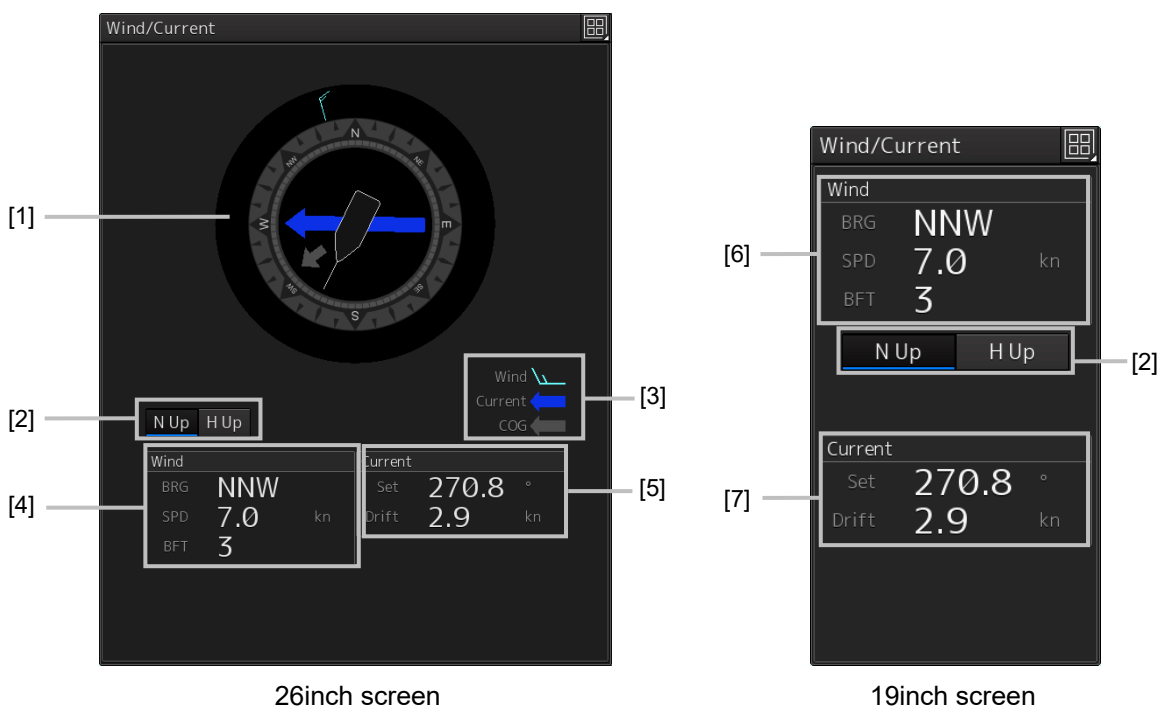 Wind/Current
N
NW
NE
[1]
W
E
SW
SE
S
Wind
[3]
Current
COG
[2]
N Up H Up
Wind
BRG NNW
[4]
SPD 7.0 kn
BFT 3
Current
Set 270.8 °
[5]
Drift 2.9 kn
26inch screen
Wind/Current
Wind
BRG NNW
[6]
SPD 7.0 kn
BFT 3
N Up H Up
[2]
Current
Set 270.8 °
[7]
Drift 2.9 kn
19inch screen